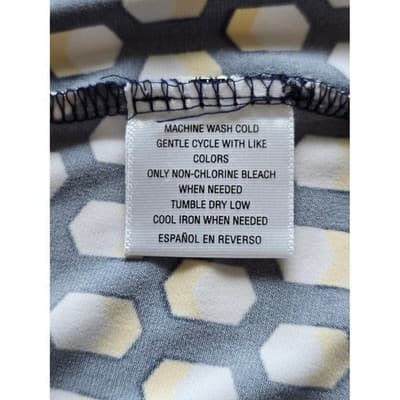 MACHINE WASH COLD
GENTLE CYCLE WITH LIKE
COLORS
ONLY NON-CHLORINE BLEACH
WHEN NEEDED
TUMBLE DRY LOW
COOL IRON WHEN NEEDED
ESPAÑOL EN REVERSO